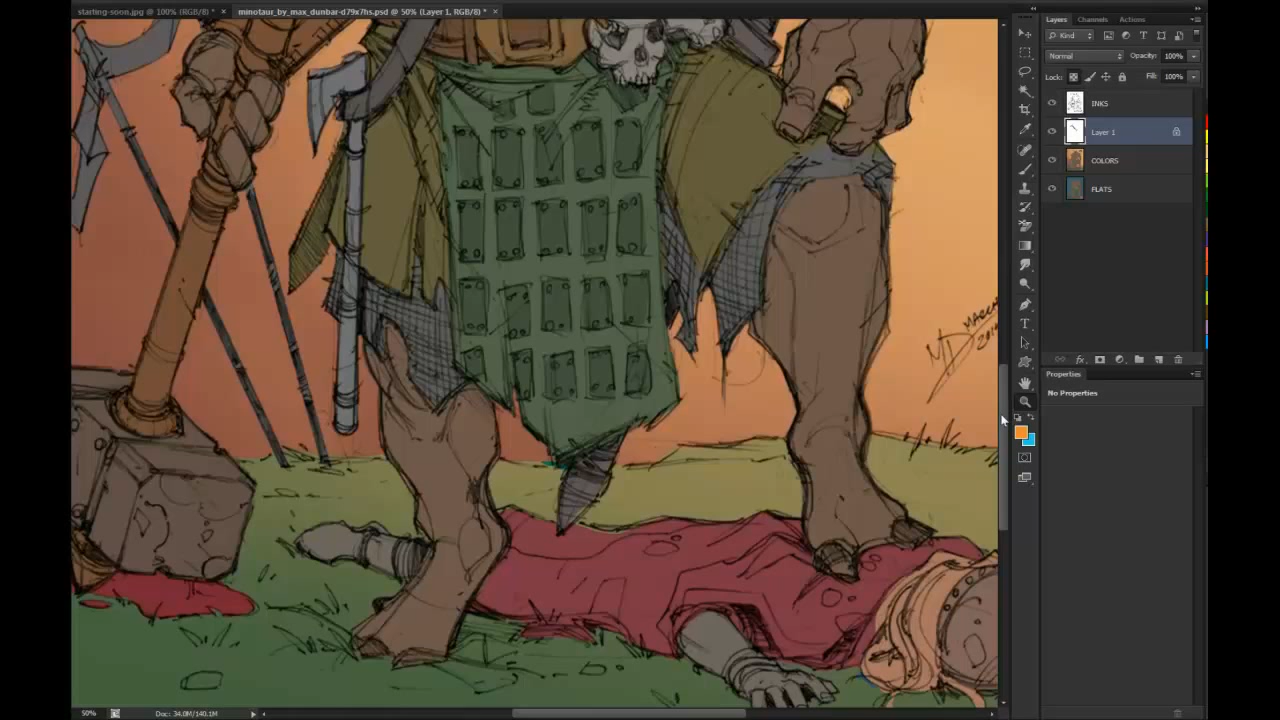 starting-soon.jpg @ 100% (RGB/8) * ×
minotaur_by_max_dunbar-d79x7hs.psd @ 50% (Layer 1, RGB/8) * ×
Layers Channels Actions
Kind
Normal Opacity: 100%
Lock: Fill: 100%
INKS
Layer 1
COLORS
FLATS
Properties
No Properties
MD
50% Doc: 34.0M/140.1M